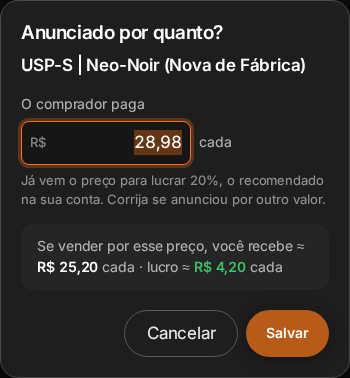 Anunciado por quanto?
USP-S | Neo-Noir (Nova de Fábrica)
O comprador paga
R$ 28,98 cada
Já vem o preço para lucrar 20%, o recomendado
na sua conta. Corrija se anunciou por outro valor.
Se vender por esse preço, você recebe ≈
R$ 25,20 cada · lucro ≈ R$ 4,20 cada
Cancelar Salvar